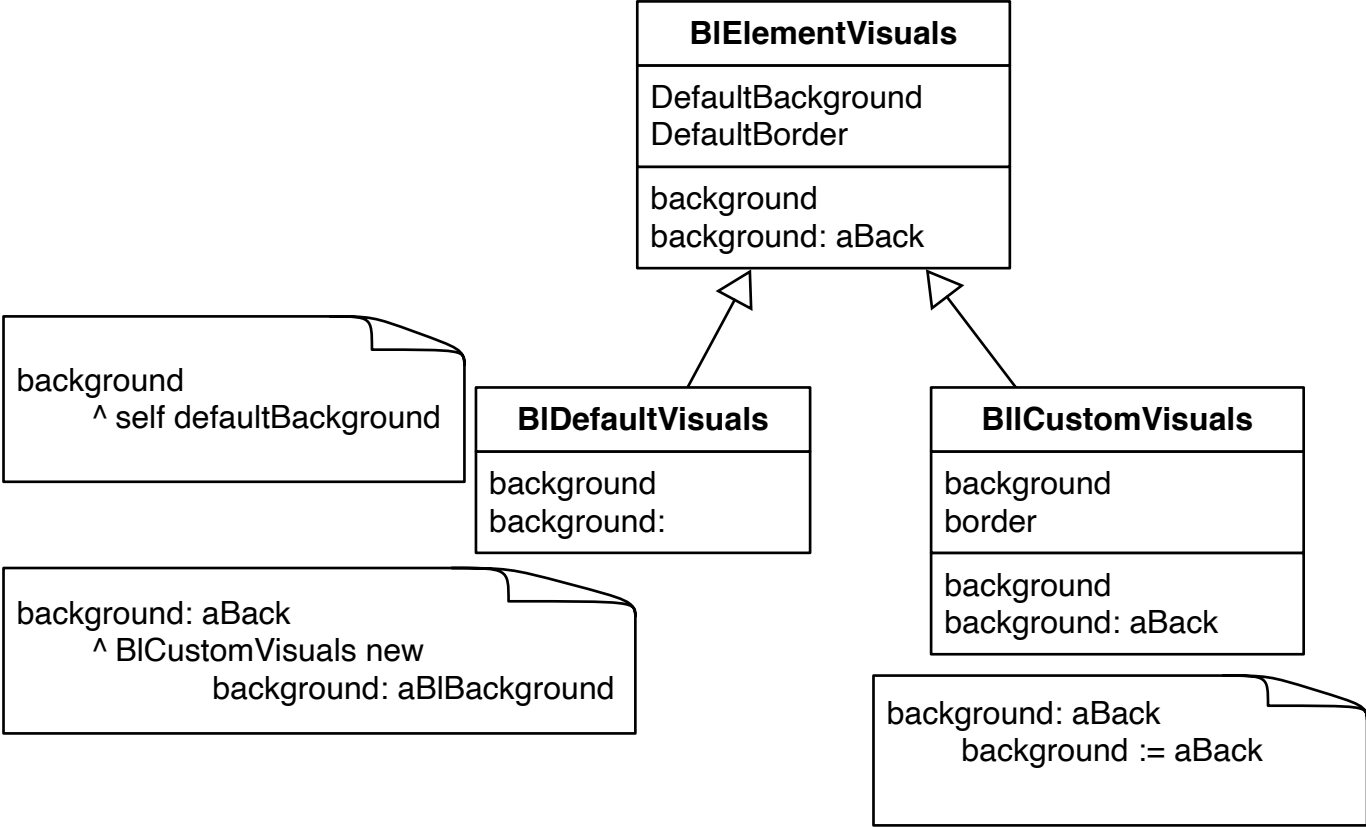 BlElementVisuals
DefaultBackground
DefaultBorder
background
background: aBack
background
^ self defaultBackground
BlDefaultVisuals
background
background:
BllCustomVisuals
background
border
background
background: aBack
background: aBack
^ BlCustomVisuals new
background: aBlBackground
background: aBack
background := aBack